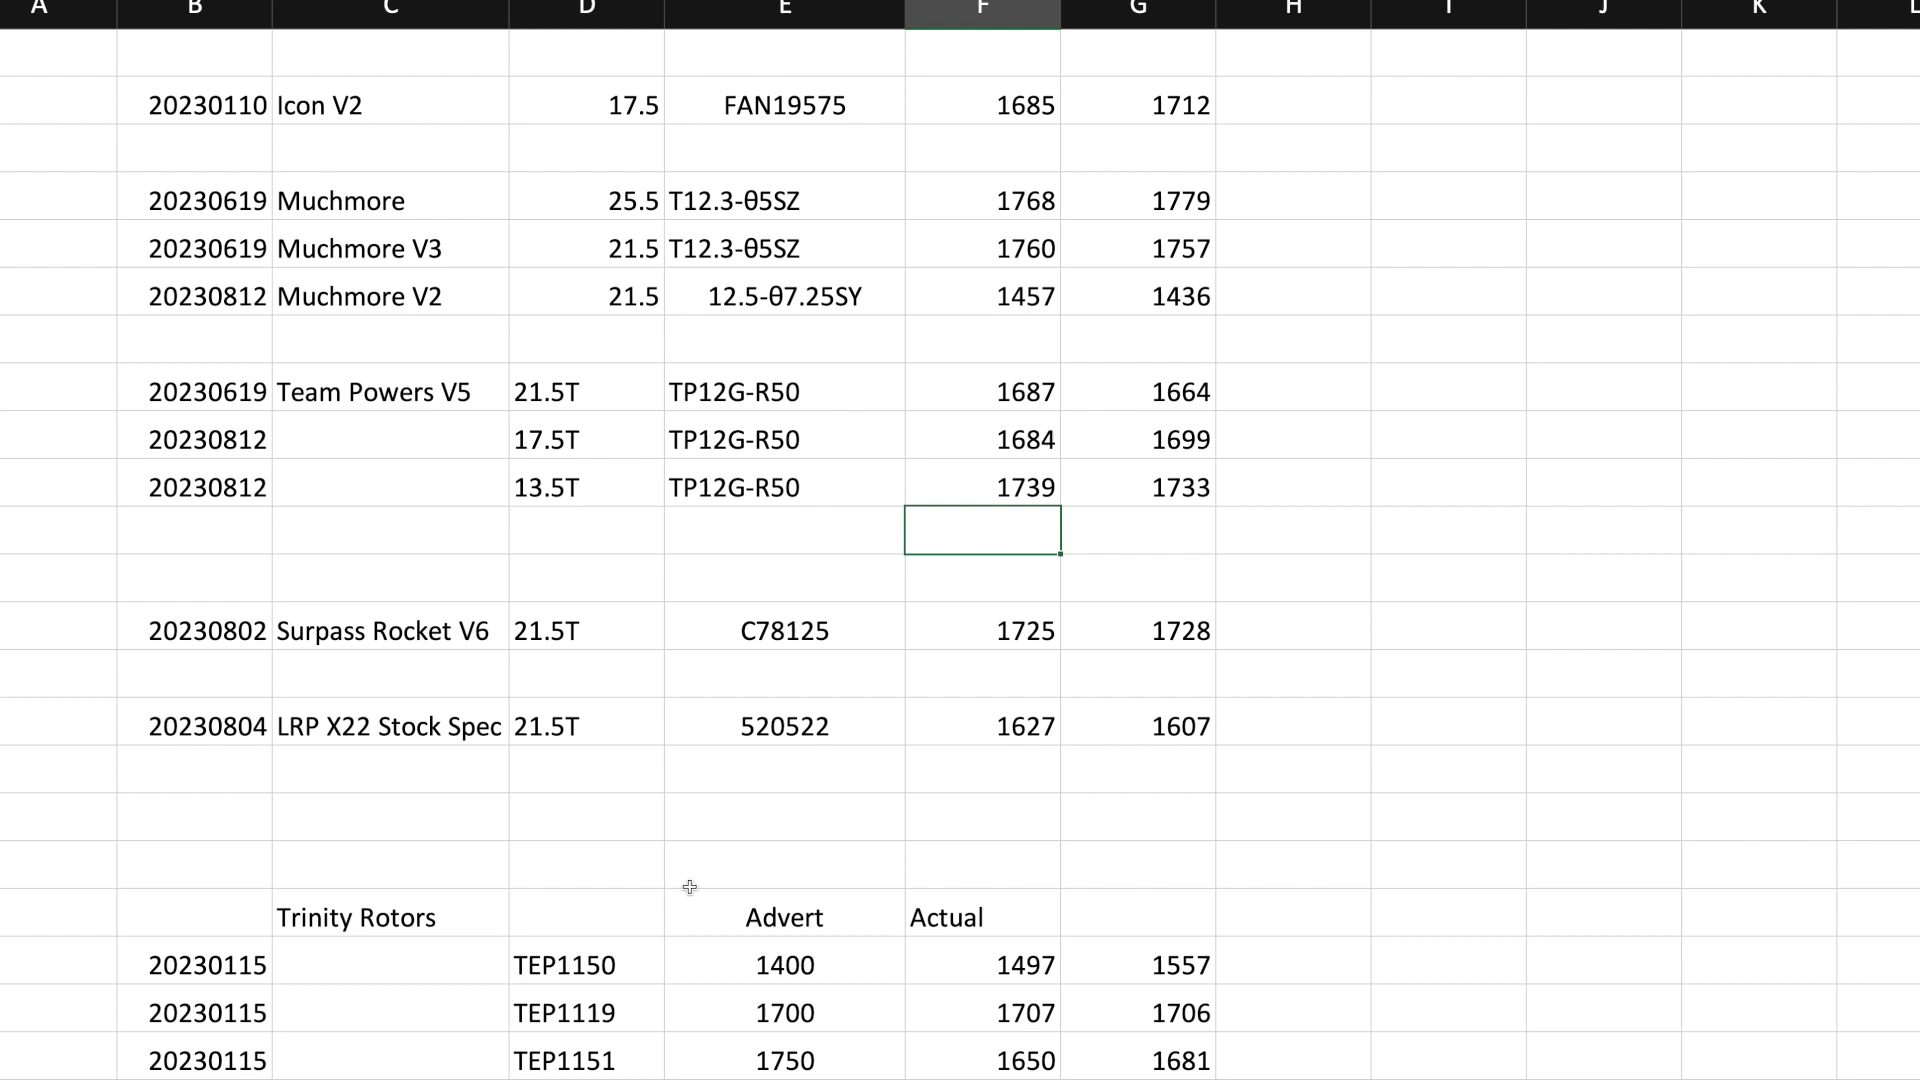 A B C D E F G H I J K L
20230110 Icon V2 17.5 FAN19575 1685 1712
20230619 Muchmore 25.5 T12.3-θ5SZ 1768 1779
20230619 Muchmore V3 21.5 T12.3-θ5SZ 1760 1757
20230812 Muchmore V2 21.5 12.5-θ7.25SY 1457 1436
20230619 Team Powers V5 21.5T TP12G-R50 1687 1664
20230812 17.5T TP12G-R50 1684 1699
20230812 13.5T TP12G-R50 1739 1733
20230802 Surpass Rocket V6 21.5T C78125 1725 1728
20230804 LRP X22 Stock Spec 21.5T 520522 1627 1607
Trinity Rotors Advert Actual
20230115 TEP1150 1400 1497 1557
20230115 TEP1119 1700 1707 1706
20230115 TEP1151 1750 1650 1681